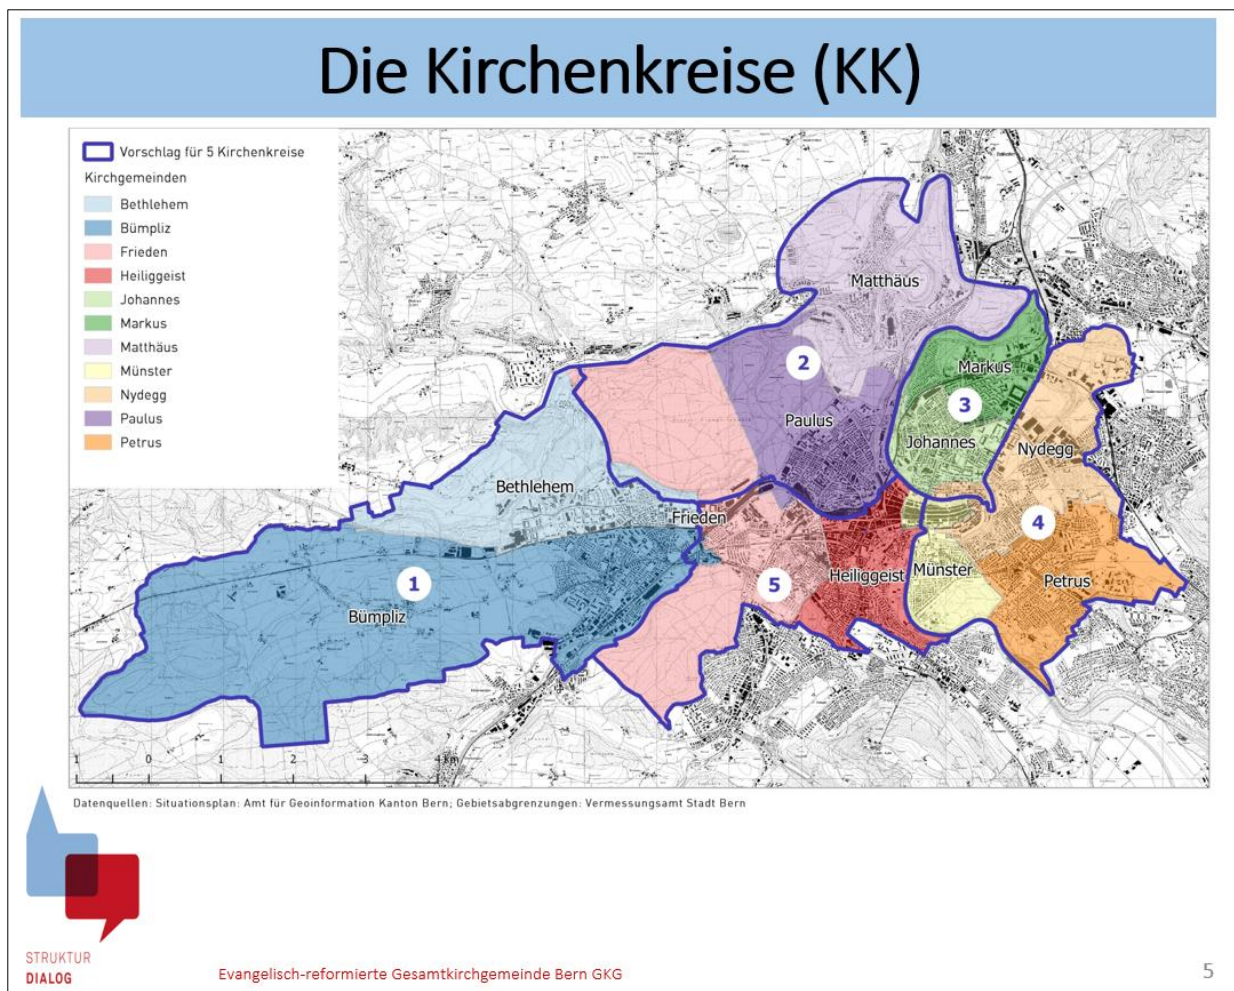 Die Kirchenkreise (KK)
Vorschlag für 5 Kirchenkreise
Kirchgemeinden
Bethlehem
Bümpliz
Frieden
Heiliggeist
Johannes
Markus
Matthäus
Münster
Nydegg
Paulus
Petrus
Matthäus
2
Markus
3
Paulus
Johannes
Nydegg
Bethlehem
Frieden
4
Heiliggeist
Münster
Petrus
1
5
Bümpliz
1 0 1 2 3 4 km
Datenquellen: Situationsplan: Amt für Geoinformation Kanton Bern; Gebietsabgrenzungen: Vermessungsamt Stadt Bern
STRUKTUR
DIALOG
Evangelisch-reformierte Gesamtkirchgemeinde Bern GKG
5